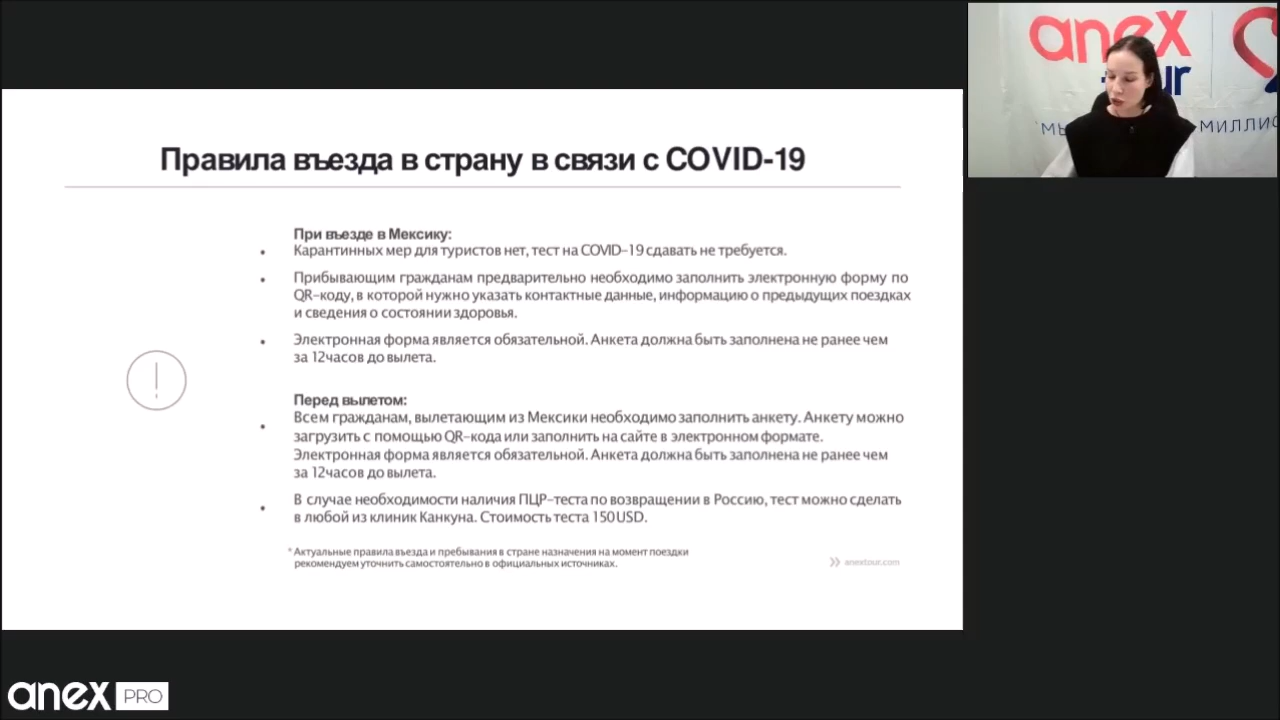 Правила въезда в страну в связи с COVID-19
При въезде в Мексику:
• Карантинных мер для туристов нет, тест на COVID-19 сдавать не требуется.
• Прибывающим гражданам предварительно необходимо заполнить электронную форму по
QR-коду, в которой нужно указать контактные данные, информацию о предыдущих поездках
и сведения о состоянии здоровья.
• Электронная форма является обязательной. Анкета должна быть заполнена не ранее чем
за 12часов до вылета.
Перед вылетом:
• Всем гражданам, вылетающим из Мексики необходимо заполнить анкету. Анкету можно
загрузить с помощью QR-кода или заполнить на сайте в электронном формате.
Электронная форма является обязательной. Анкета должна быть заполнена не ранее чем
за 12часов до вылета.
• В случае необходимости наличия ПЦР-теста по возвращении в Россию, тест можно сделать
в любой из клиник Канкуна. Стоимость теста 150USD.
* Актуальные правила въезда и пребывания в стране назначения на момент поездки
рекомендуем уточнить самостоятельно в официальных источниках.
anextour.com
anex
ur
МЫ
МИЛЛИО
anex PRO